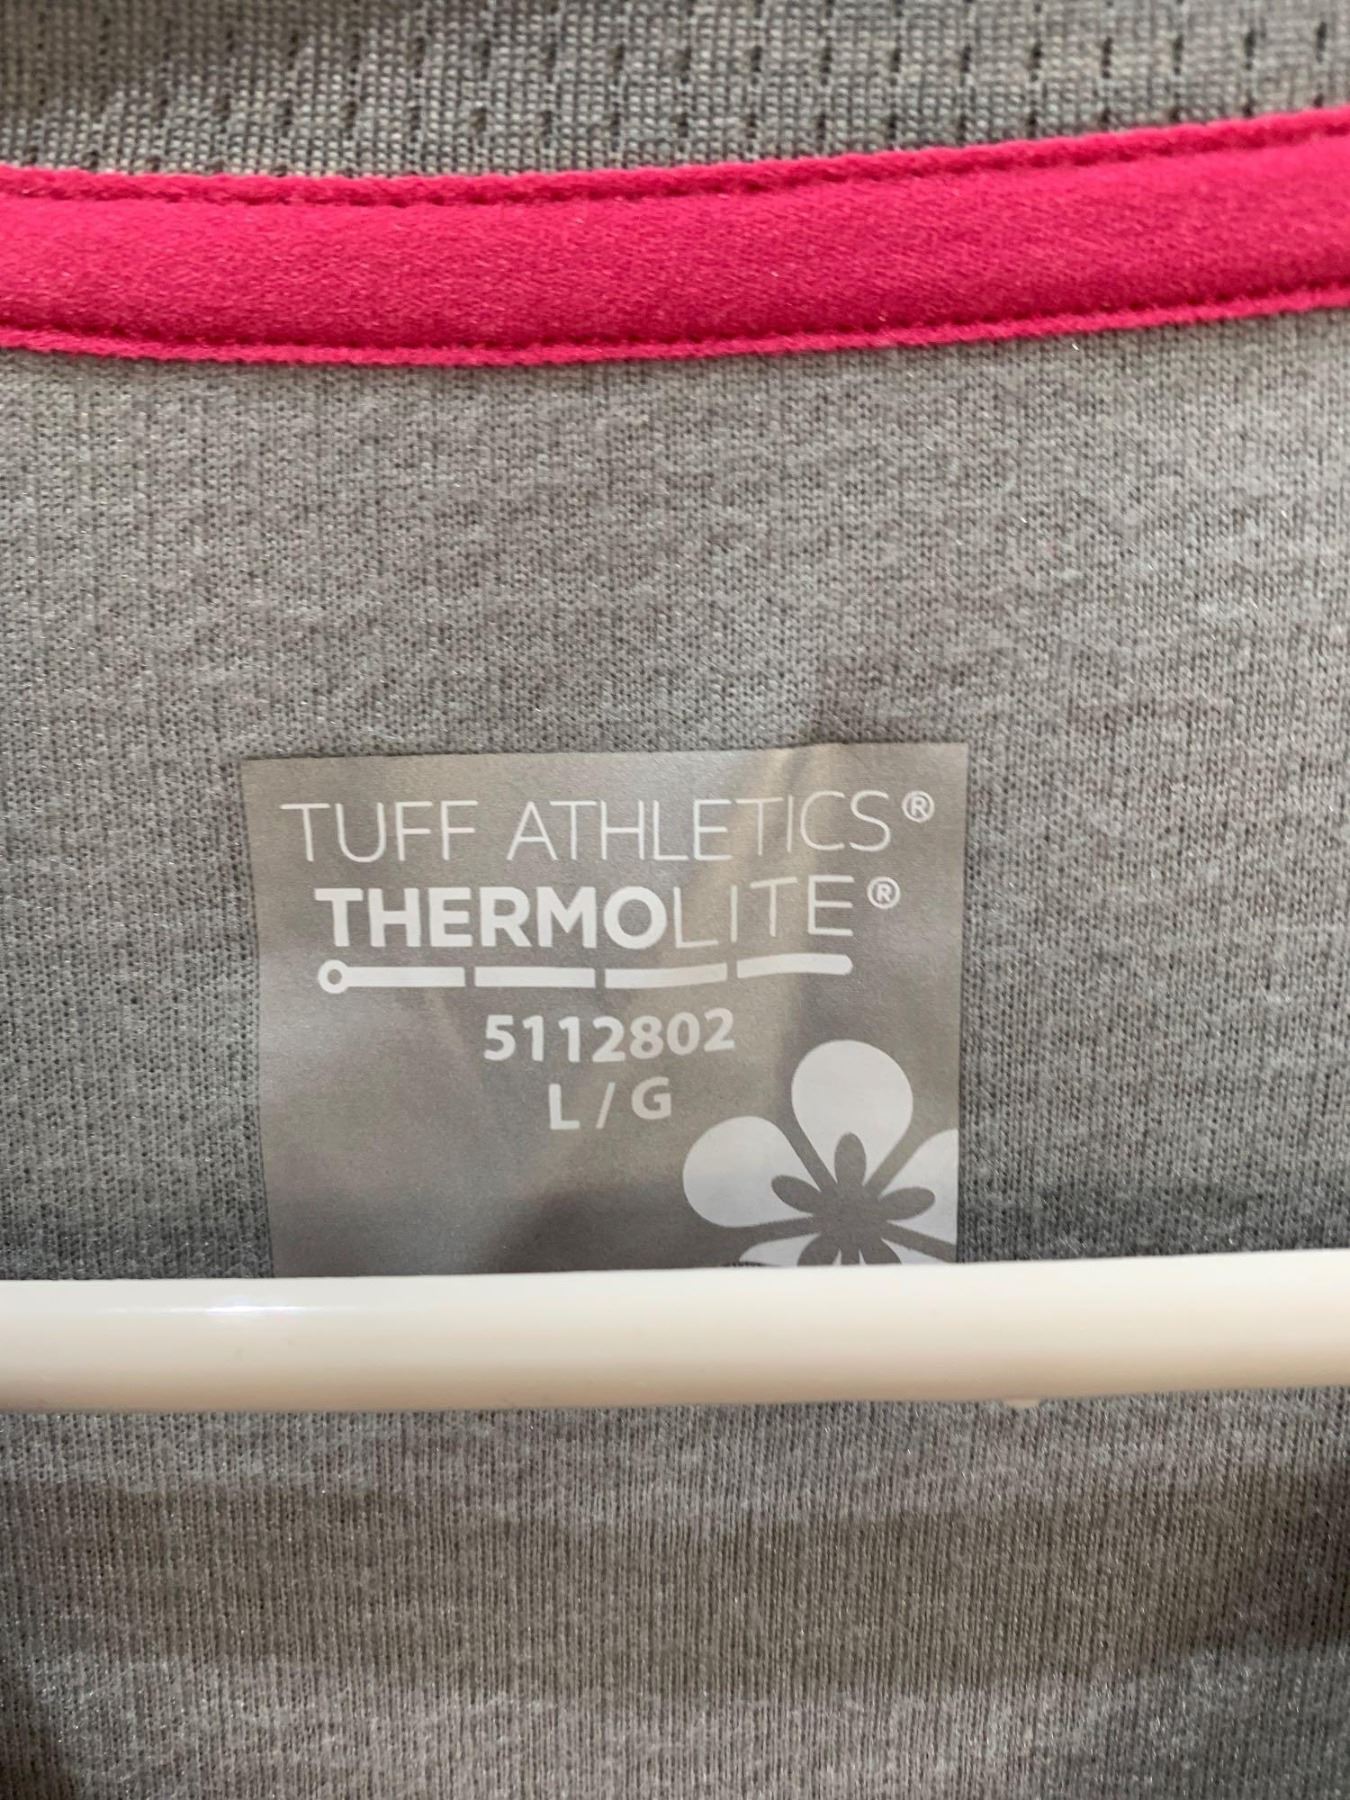 TUFF ATHLETICS®
THERMOLITE®
5112802
L / G